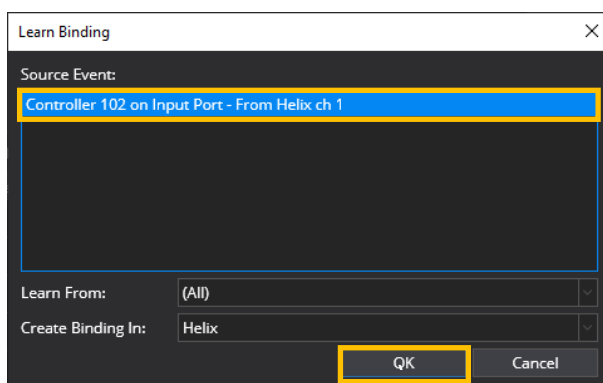 Learn Binding
Source Event:
Controller 102 on Input Port - From Helix ch 1
Learn From: (All)
Create Binding In: Helix
OK Cancel